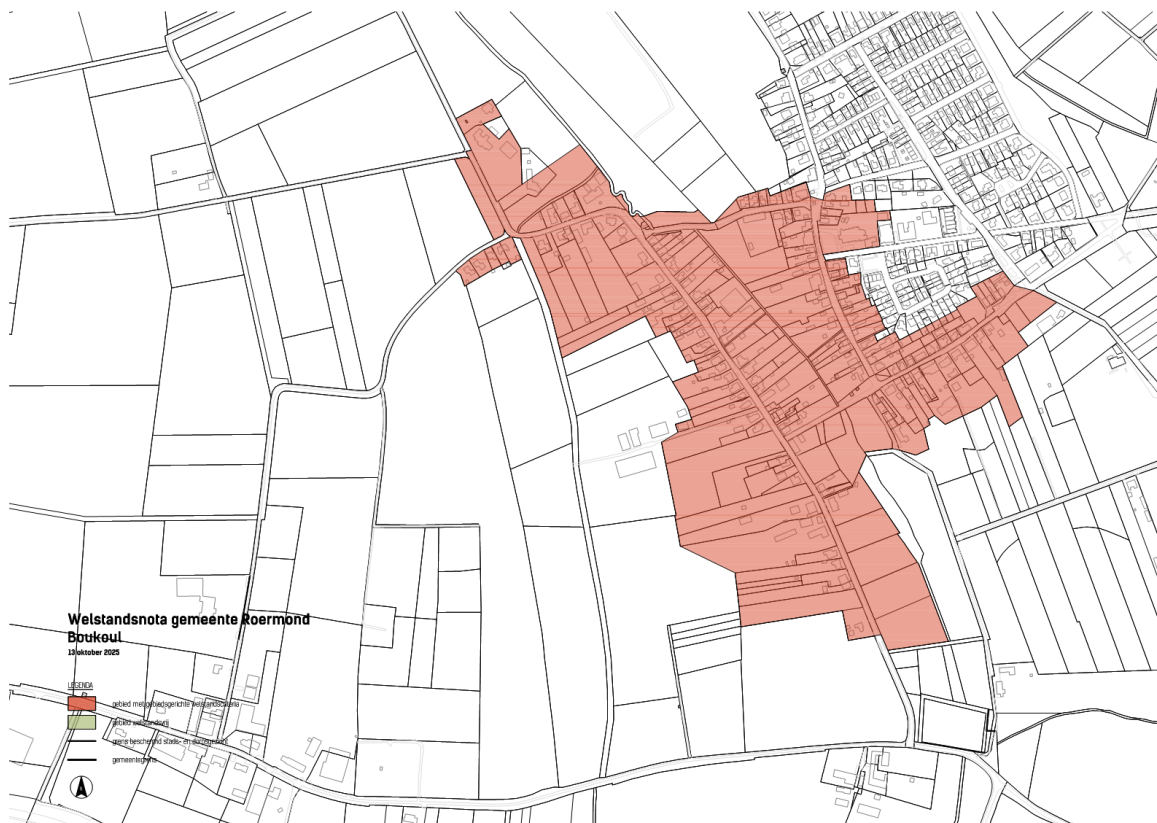 Welstandsnota gemeente Roermond
Boukoul
13 oktober 2025
LEGENDA
gebied met gebiedsgerichte welstandscriteria
gebied welstandsvrij
grens beschermd stads- en dorpsgezicht
gemeentegrens